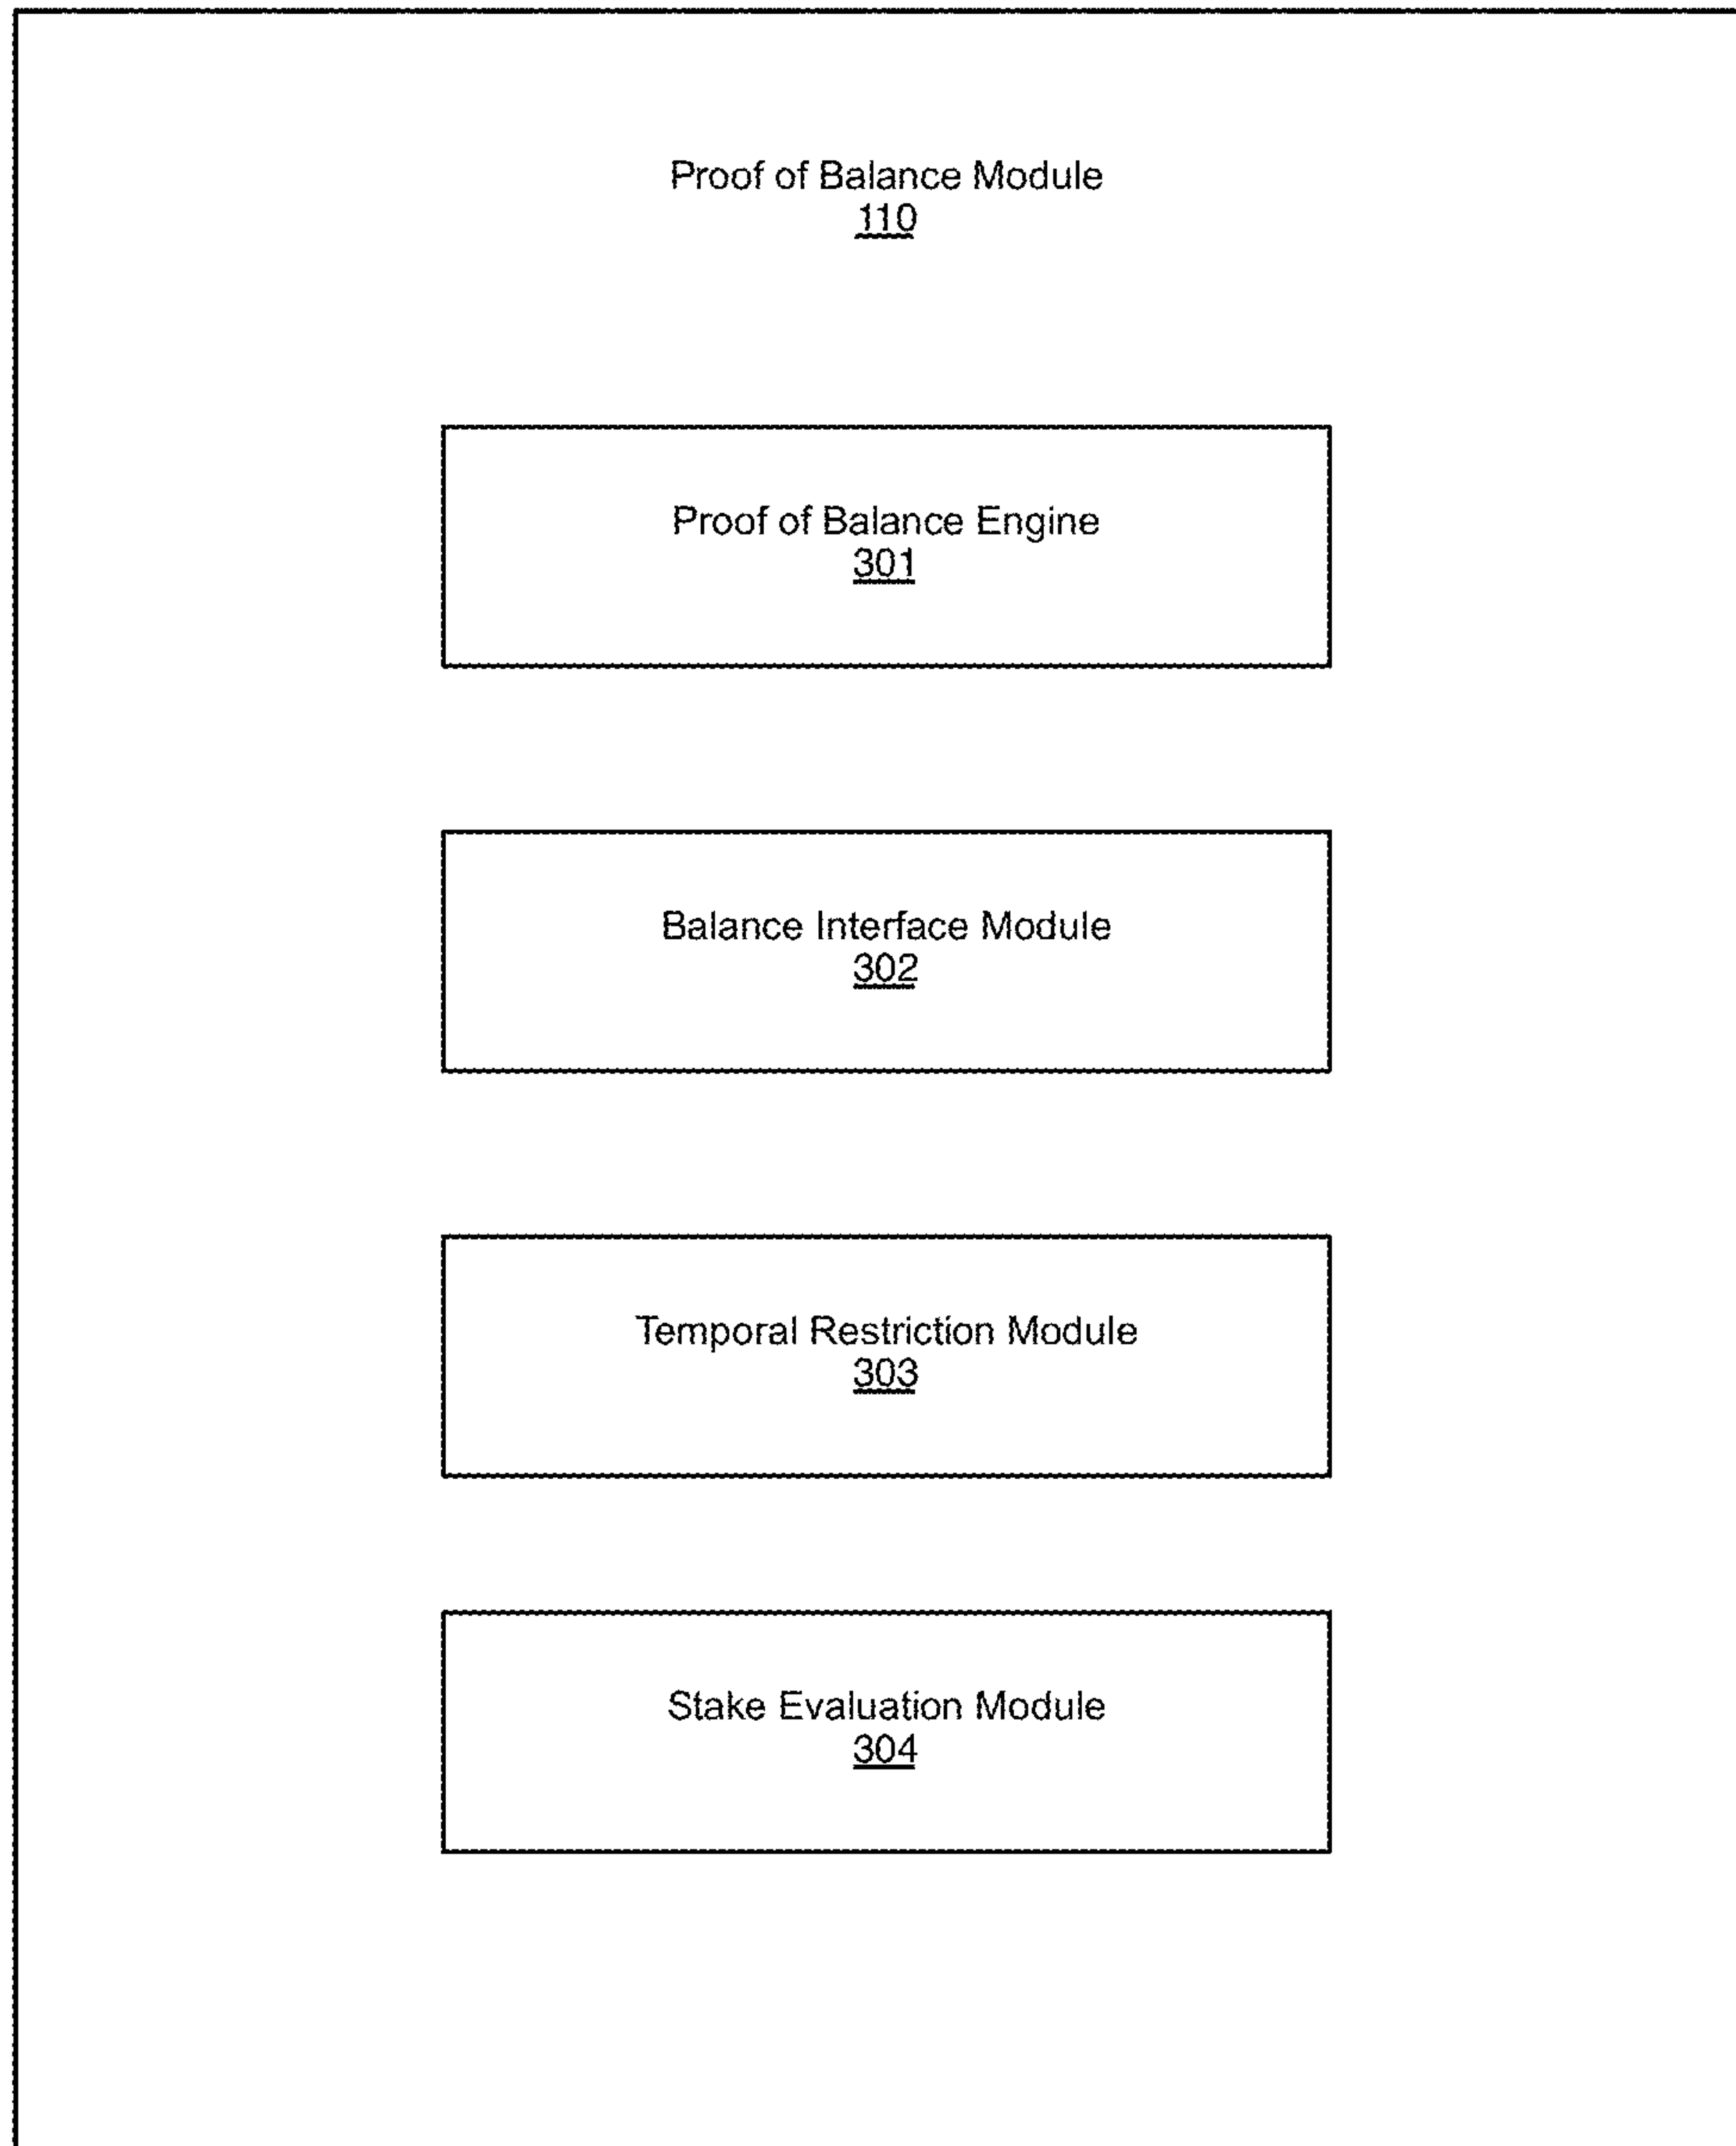 Proof of Balance Module
110
Proof of Balance Engine
301
Balance Interface Module
302
Temporal Restriction Module
303
Stake Evaluation Module
304